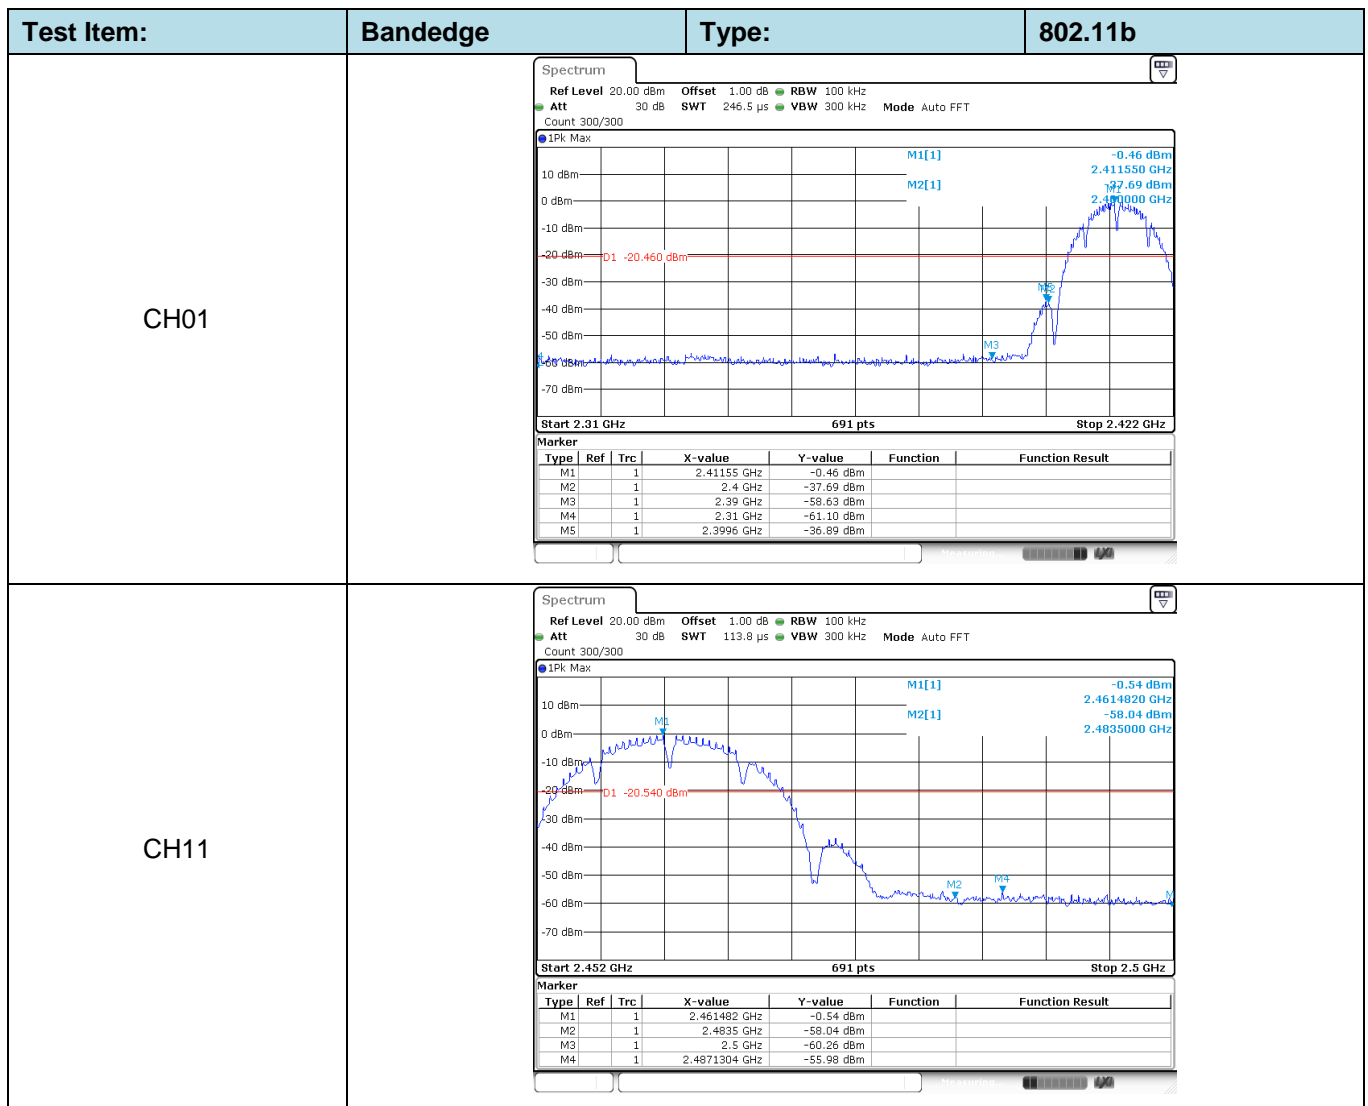 Test Item: Bandedge Type: 802.11b
CH01
Spectrum
Ref Level 20.00 dBm Offset 1.00 dB RBW 100 kHz
Att 30 dB SWT 246.5 µs VBW 300 kHz Mode Auto FFT
Count 300/300
1Pk Max
M1[1] -0.46 dBm
2.411550 GHz
M2[1] -37.69 dBm
2.400000 GHz
M1
10 dBm
0 dBm
-10 dBm
-20 dBm
D1 -20.460 dBm
-30 dBm
M5
M2
-40 dBm
-50 dBm
M3
-60 dBm
-70 dBm
Start 2.31 GHz 691 pts Stop 2.422 GHz
Marker
Type Ref Trc X-value Y-value Function Function Result
M1 1 2.41155 GHz -0.46 dBm
M2 1 2.4 GHz -37.69 dBm
M3 1 2.39 GHz -58.63 dBm
M4 1 2.31 GHz -61.10 dBm
M5 1 2.3996 GHz -36.89 dBm
Measuring...
CH11
Spectrum
Ref Level 20.00 dBm Offset 1.00 dB RBW 100 kHz
Att 30 dB SWT 113.8 µs VBW 300 kHz Mode Auto FFT
Count 300/300
1Pk Max
M1[1] -0.54 dBm
2.4614820 GHz
M2[1] -58.04 dBm
2.4835000 GHz
10 dBm
M1
0 dBm
-10 dBm
-20 dBm
D1 -20.540 dBm
-30 dBm
-40 dBm
-50 dBm
M2 M4
-60 dBm
-70 dBm
Start 2.452 GHz 691 pts Stop 2.5 GHz
Marker
Type Ref Trc X-value Y-value Function Function Result
M1 1 2.461482 GHz -0.54 dBm
M2 1 2.4835 GHz -58.04 dBm
M3 1 2.5 GHz -60.26 dBm
M4 1 2.4871304 GHz -55.98 dBm
Measuring...